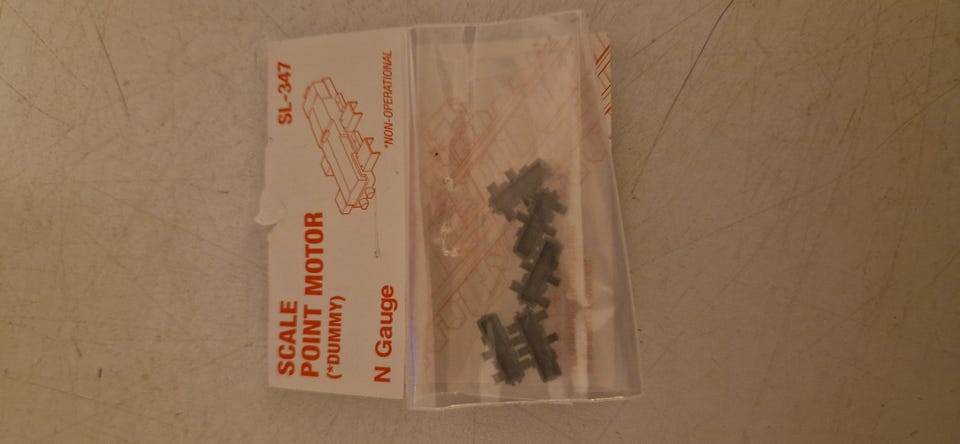 SCALE
POINT MOTOR
(*DUMMY)
N Gauge
SL-347
*NON-OPERATIONAL